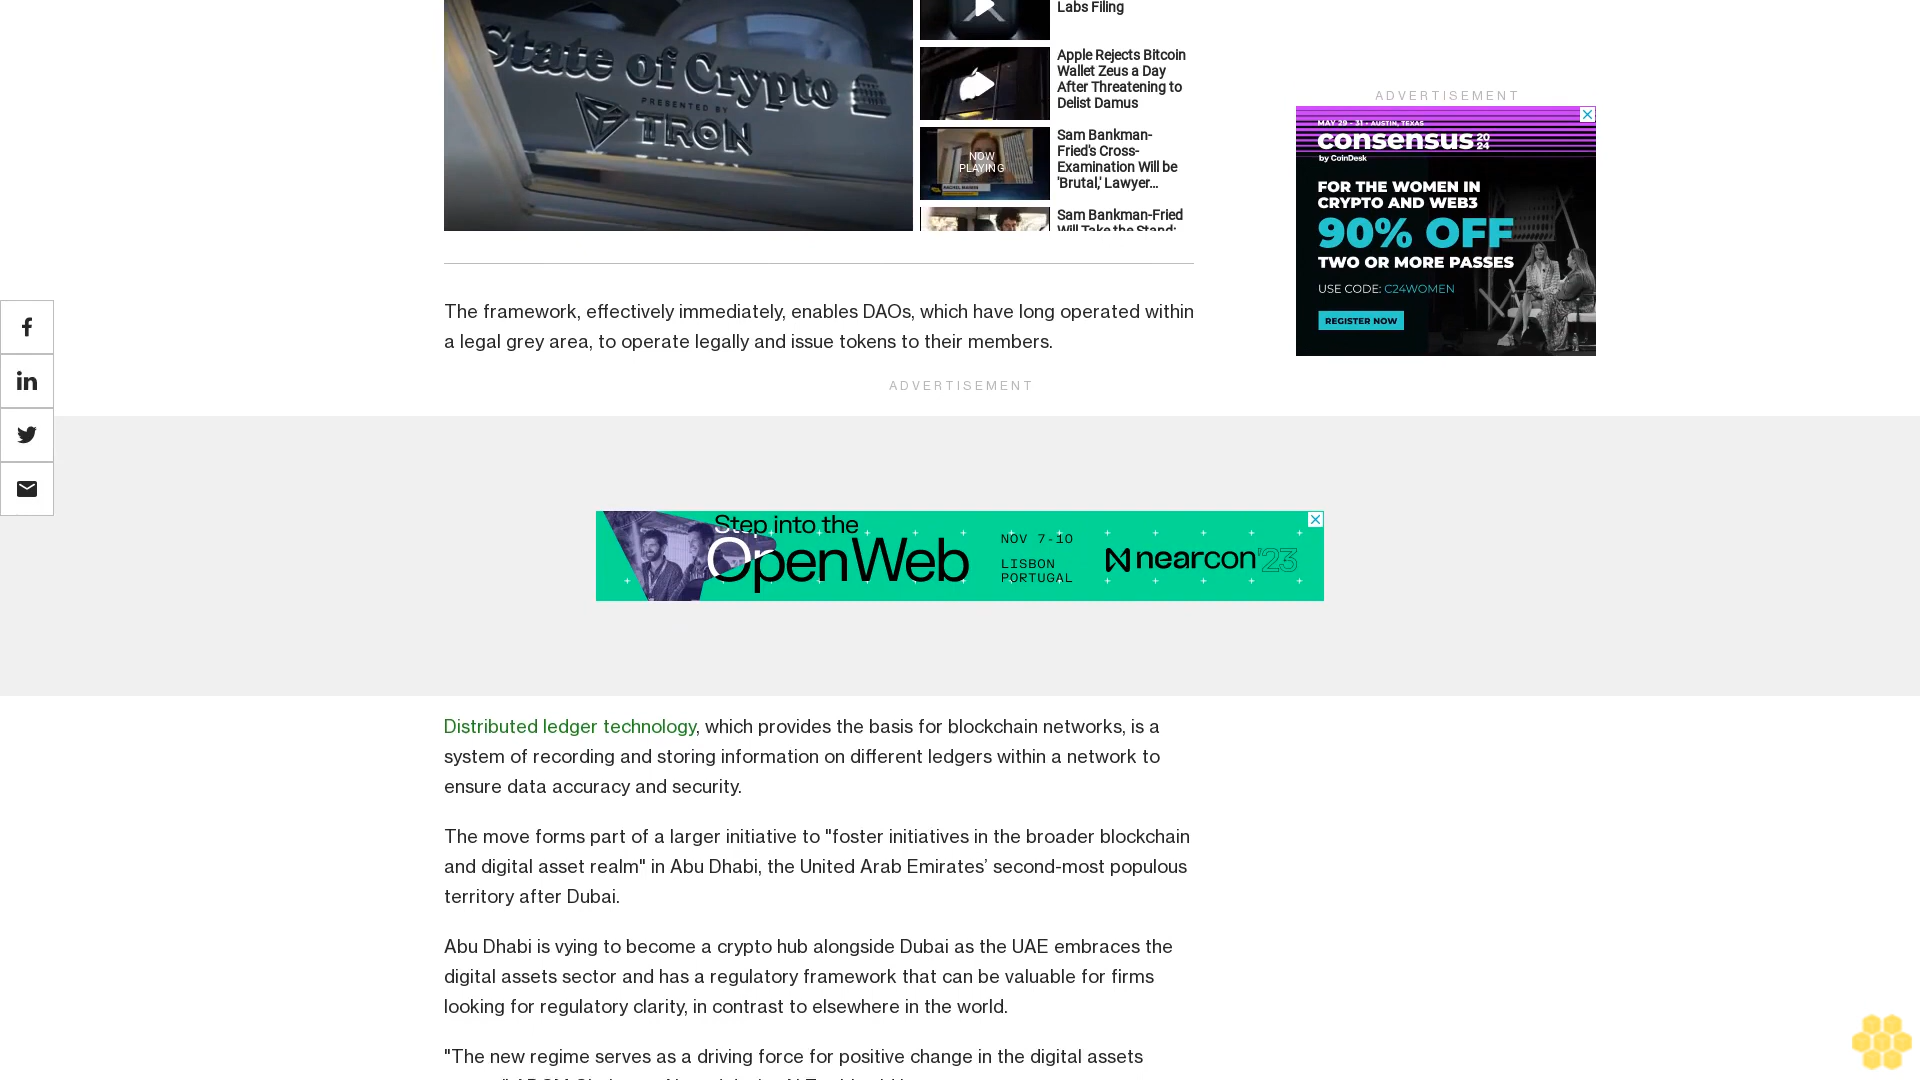 State of Crypto
PRESENTED BY
TRON
Labs Filing
Apple Rejects Bitcoin
Wallet Zeus a Day
After Threatening to
Delist Damus
NOW
PLAYING
Sam Bankman-
Fried's Cross-
Examination Will be
'Brutal,' Lawyer...
Sam Bankman-Fried
Will Take the Stand:
ADVERTISEMENT
MAY 29 - 31 • AUSTIN, TEXAS
consensus 20
24
by CoinDesk
FOR THE WOMEN IN
CRYPTO AND WEB3
90% OFF
TWO OR MORE PASSES
USE CODE: C24WOMEN
REGISTER NOW
The framework, effectively immediately, enables DAOs, which have long operated within
a legal grey area, to operate legally and issue tokens to their members.
ADVERTISEMENT
Step into the
OpenWeb
NOV 7-10
LISBON
PORTUGAL
nearcon'23
Distributed ledger technology, which provides the basis for blockchain networks, is a
system of recording and storing information on different ledgers within a network to
ensure data accuracy and security.
The move forms part of a larger initiative to "foster initiatives in the broader blockchain
and digital asset realm" in Abu Dhabi, the United Arab Emirates’ second-most populous
territory after Dubai.
Abu Dhabi is vying to become a crypto hub alongside Dubai as the UAE embraces the
digital assets sector and has a regulatory framework that can be valuable for firms
looking for regulatory clarity, in contrast to elsewhere in the world.
"The new regime serves as a driving force for positive change in the digital assets